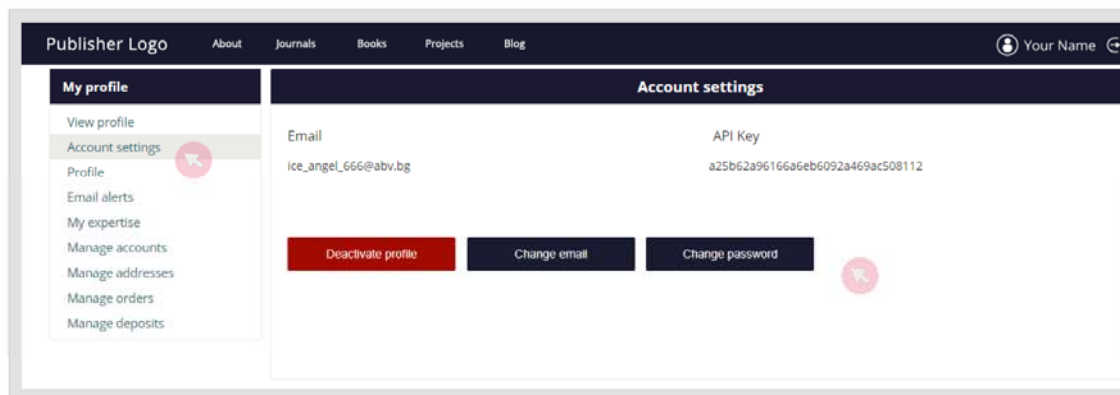 Publisher Logo About Journals Books Projects Blog Your Name
My profile
Account settings
View profile
Account settings
Profile
Email alerts
My expertise
Manage accounts
Manage addresses
Manage orders
Manage deposits
Email
API Key
ice_angel_666@abv.bg
a25b62a96166a6eb6092a469ac508112
Deactivate profile
Change email
Change password